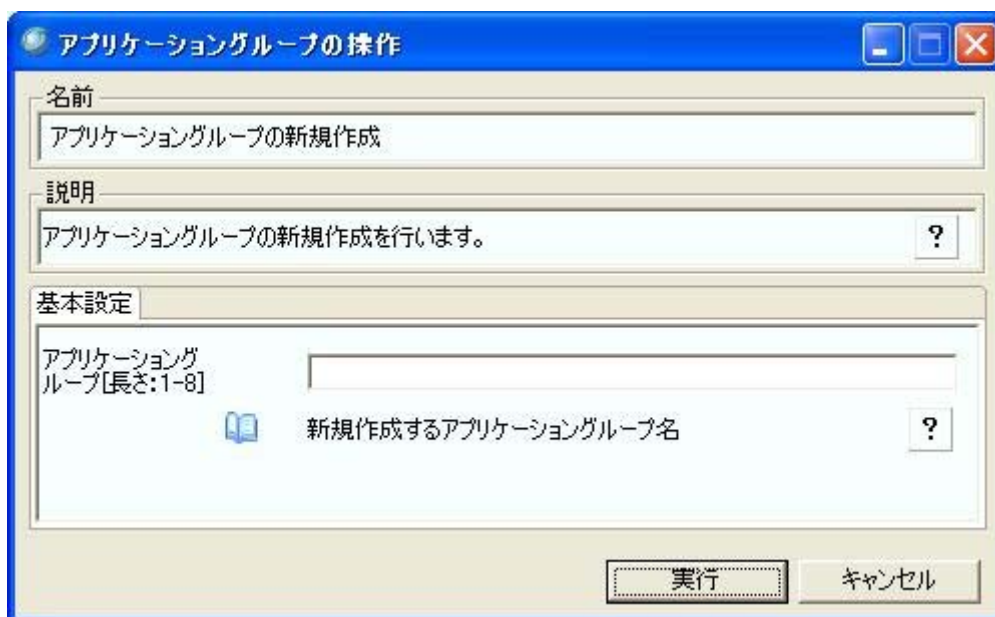 アプリケーショングループの操作
名前
アプリケーショングループの新規作成
説明
アプリケーショングループの新規作成を行います。
?
基本設定
アプリケーショング
ループ[長さ:1-8]
新規作成するアプリケーショングループ名
?
実行
キャンセル